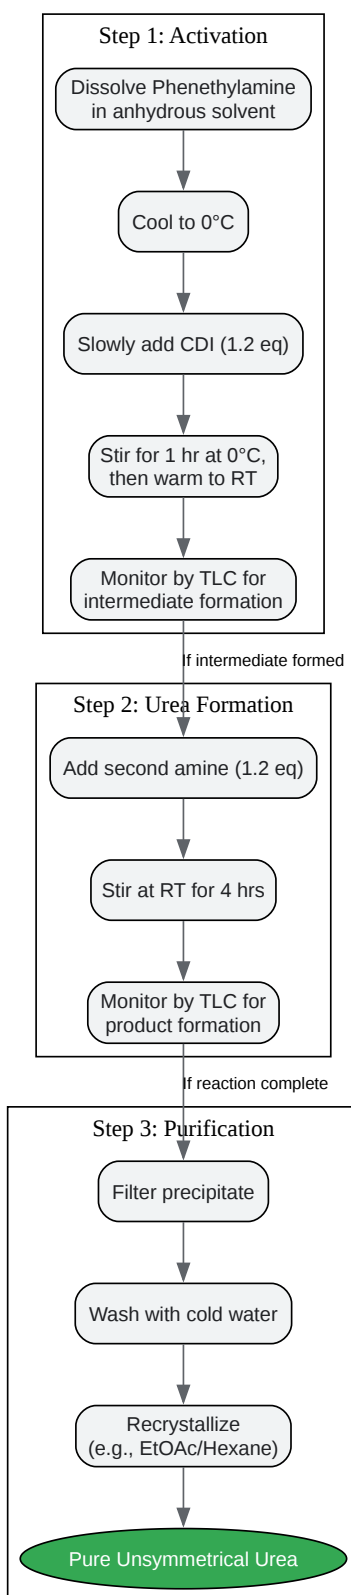 Step 1: Activation
Dissolve Phenethylamine
in anhydrous solvent
Cool to 0°C
Slowly add CDI (1.2 eq)
Stir for 1 hr at 0°C,
then warm to RT
Monitor by TLC for
intermediate formation
If intermediate formed
Step 2: Urea Formation
Add second amine (1.2 eq)
Stir at RT for 4 hrs
Monitor by TLC for
product formation
If reaction complete
Step 3: Purification
Filter precipitate
Wash with cold water
Recrystallize
(e.g., EtOAc/Hexane)
Pure Unsymmetrical Urea